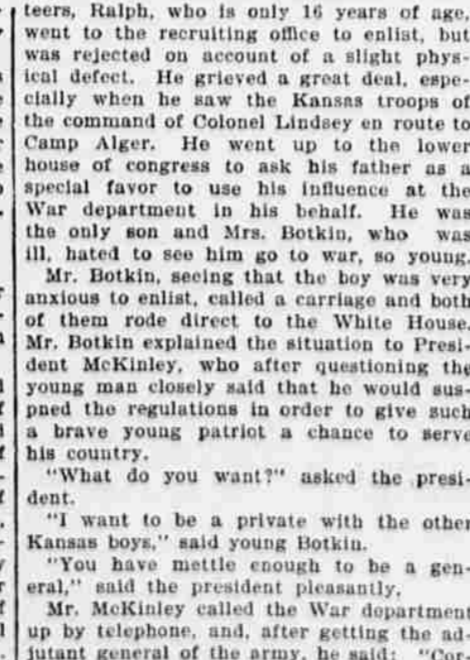 teers, Ralph, who is only 16 years of age,
went to the recruiting office to enlist, but
was rejected on account of a slight phys-
ical defect. He grieved a great deal, espe-
cially when he saw the Kansas troops of
the command of Colonel Lindsey en route to
Camp Alger. He went up to the lower
house of congress to ask his father as a
special favor to use his influence at the
War department in his behalf. He was
the only son and Mrs. Botkin, who was
ill, hated to see him go to war, so young.
Mr. Botkin, seeing that the boy was very
anxious to enlist, called a carriage and both
of them rode direct to the White House.
Mr. Botkin explained the situation to Presi-
dent McKinley, who after questioning the
young man closely said that he would sus-
pned the regulations in order to give such
a brave young patriot a chance to serve
his country.
"What do you want?" asked the presi-
dent.
"I want to be a private with the other
Kansas boys," said young Botkin.
"You have mettle enough to be a gen-
eral," said the president pleasantly.
Mr. McKinley called the War department
up by telephone, and, after getting the ad-
jutant general of the army, he said: "Cor-